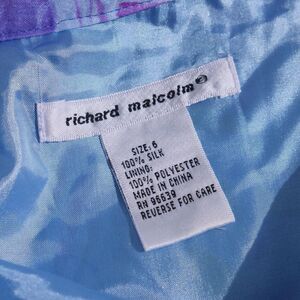 richard malcolm®
SIZE: 6
100% SILK
LINING:
100% POLYESTER
MADE IN CHINA
RN 96639
REVERSE FOR CARE